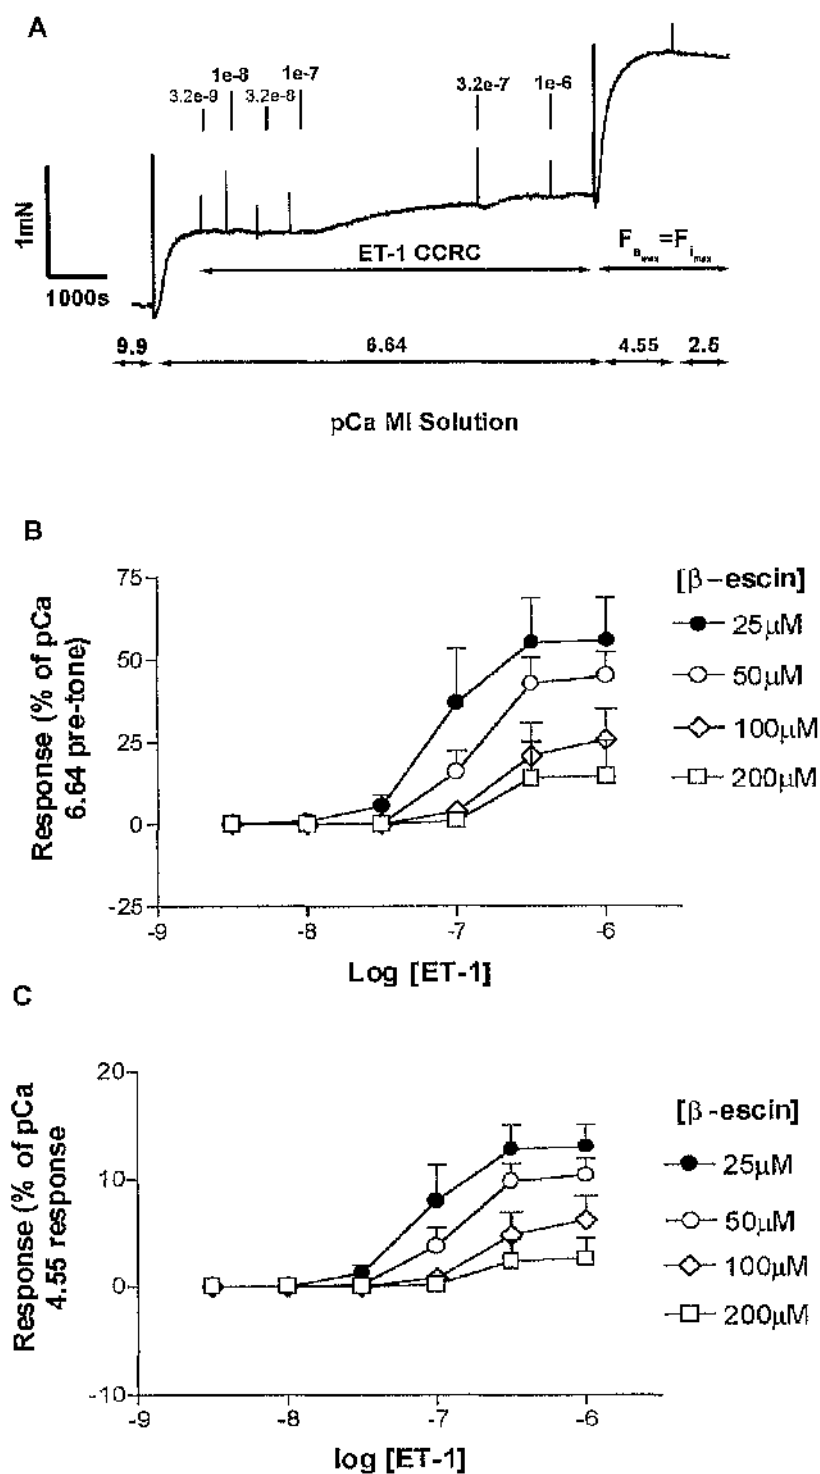 A
1e-8 1e-7
3.2e-9 3.2e-8
3.2e-7 1e-6
1mN
1000s
ET-1 CCRC
F_amax=F_imax
9.9 6.64 4.55 2.5
pCa MI Solution
B
Response (% of pCa
6.64 pre-tone)
75
50
25
0
-25
-9 -8 -7 -6
Log [ET-1]
[β-escin]
25μM
50μM
100μM
200μM
C
Response (% of pCa
4.55 response
20
10
0
-10
-9 -8 -7 -6
log [ET-1]
[β-escin]
25μM
50μM
100μM
200μM